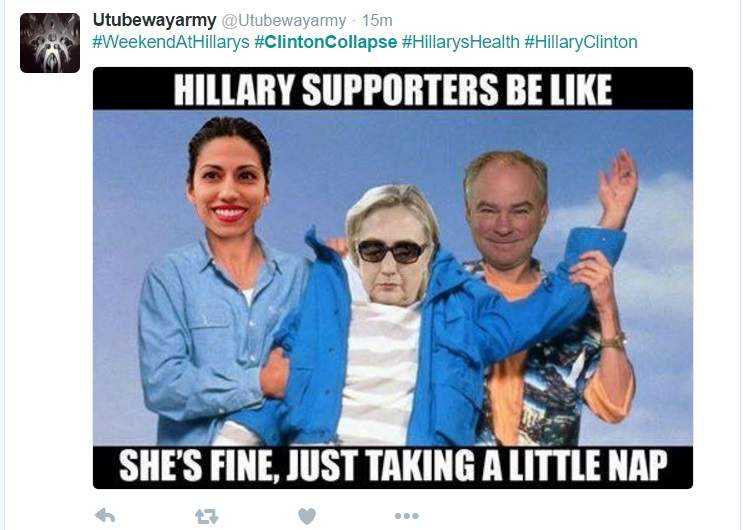 Utubewayarmy @Utubewayarmy · 15m
#WeekendAtHillarys #ClintonCollapse #HillarysHealth #HillaryClinton
HILLARY SUPPORTERS BE LIKE
SHE'S FINE, JUST TAKING A LITTLE NAP